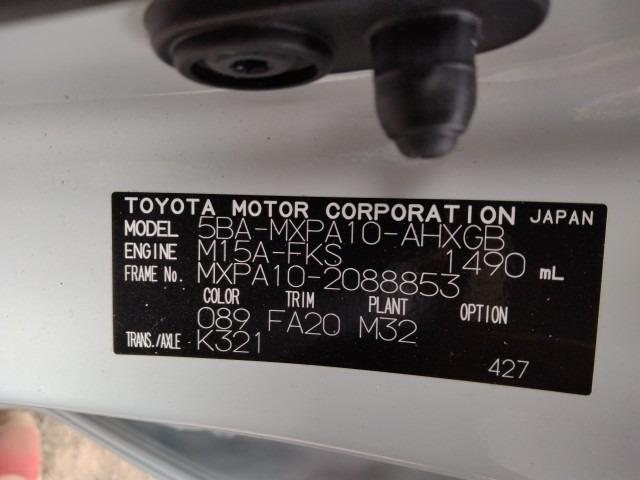 TOYOTA MOTOR CORPORATION JAPAN
MODEL 5BA-MXPA10-AHXGB
ENGINE M15A-FKS 1490 mL
FRAME No. MXPA10-2088853
COLOR TRIM PLANT OPTION
089 FA20 M32
TRANS./AXLE K321
427